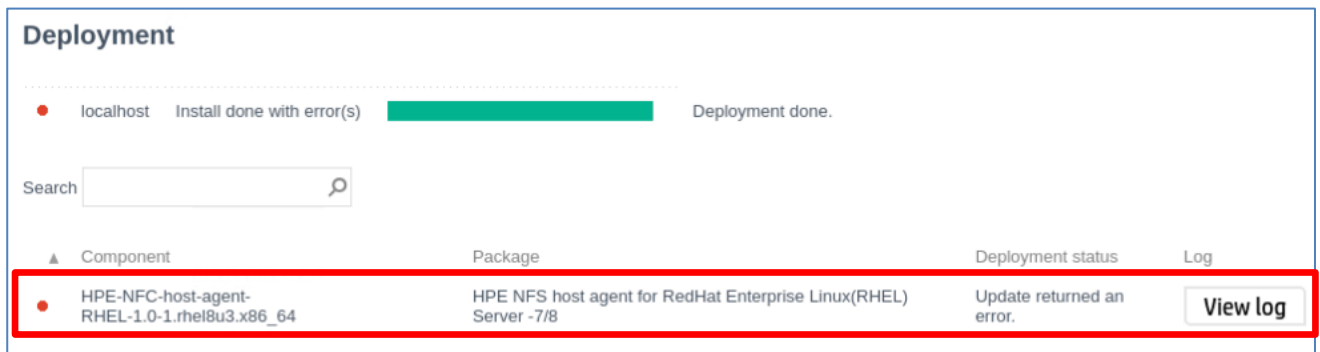 Deployment
localhost Install done with error(s) Deployment done.
Search
▲ Component Package Deployment status Log
HPE-NFC-host-agent- HPE NFS host agent for RedHat Enterprise Linux(RHEL) Update returned an View log
RHEL-1.0-1.rhel8u3.x86_64 Server -7/8 error.